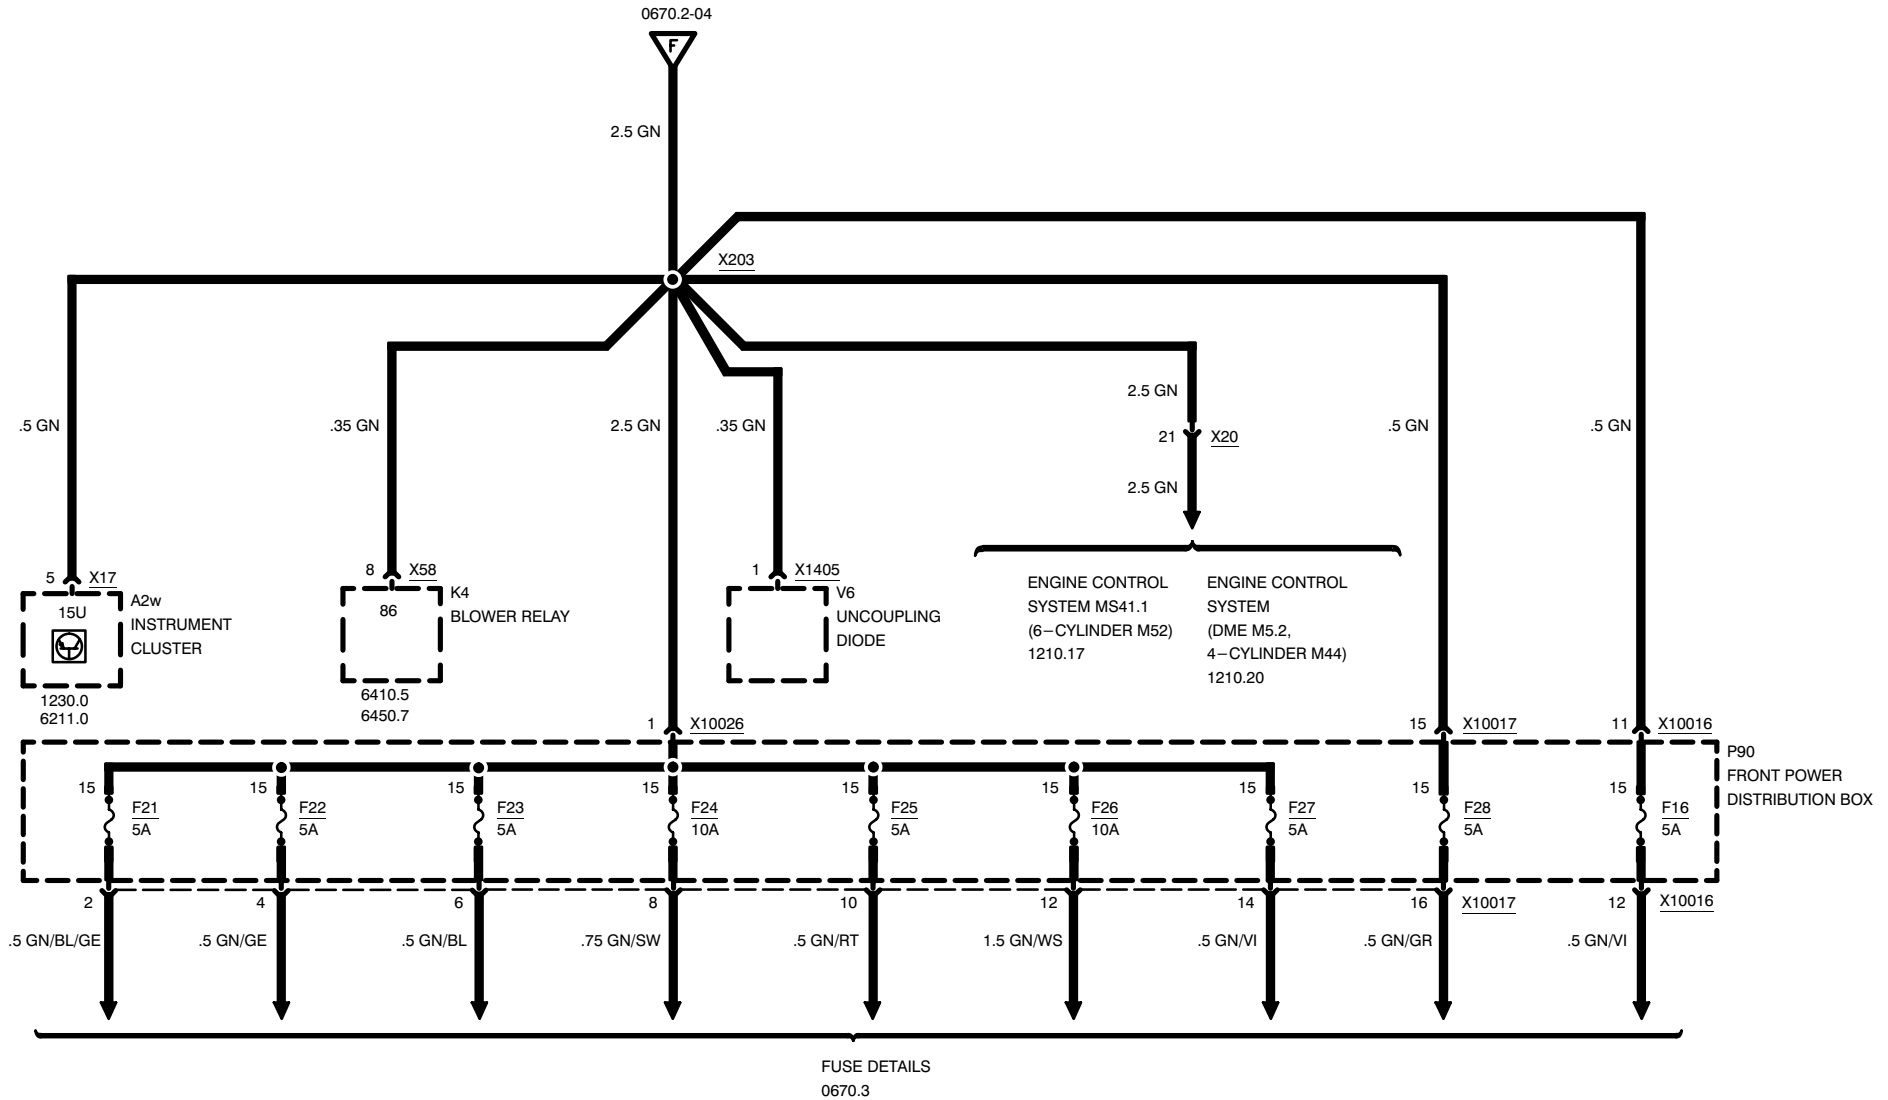 0670.2-04
F
2.5 GN
X203
.5 GN
.35 GN
2.5 GN
.35 GN
2.5 GN
21
X20
2.5 GN
.5 GN
.5 GN
5
X17
15U
A2w
INSTRUMENT
CLUSTER
1230.0
6211.0
8
X58
86
K4
BLOWER RELAY
6410.5
6450.7
1
X1405
V6
UNCOUPLING
DIODE
ENGINE CONTROL
SYSTEM MS41.1
(6-CYLINDER M52)
1210.17
ENGINE CONTROL
SYSTEM
(DME M5.2,
4-CYLINDER M44)
1210.20
1
X10026
15
X10017
11
X10016
P90
FRONT POWER
DISTRIBUTION BOX
15
F21
5A
15
F22
5A
15
F23
5A
15
F24
10A
15
F25
5A
15
F26
10A
15
F27
5A
15
F28
5A
15
F16
5A
2
4
6
8
10
12
14
16
X10017
12
X10016
.5 GN/BL/GE
.5 GN/GE
.5 GN/BL
.75 GN/SW
.5 GN/RT
1.5 GN/WS
.5 GN/VI
.5 GN/GR
.5 GN/VI
FUSE DETAILS
0670.3